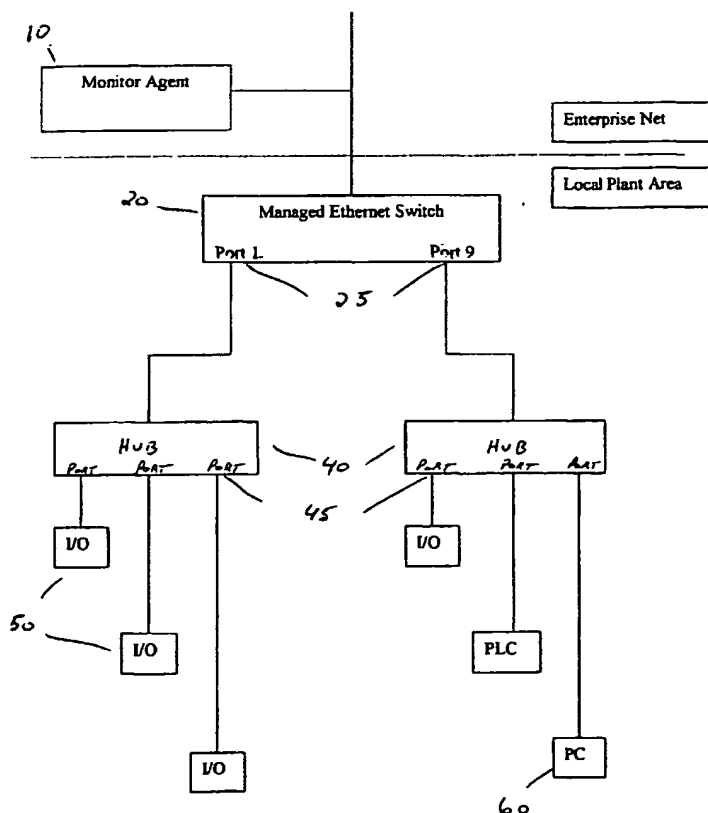 10
Monitor Agent
Enterprise Net
Local Plant Area
20
Managed Ethernet Switch
Port 1 Port 9
25
HUB HUB
40
PORT PORT PORT PORT PORT PORT
45
I/O I/O
50
I/O PLC
I/O PC
60